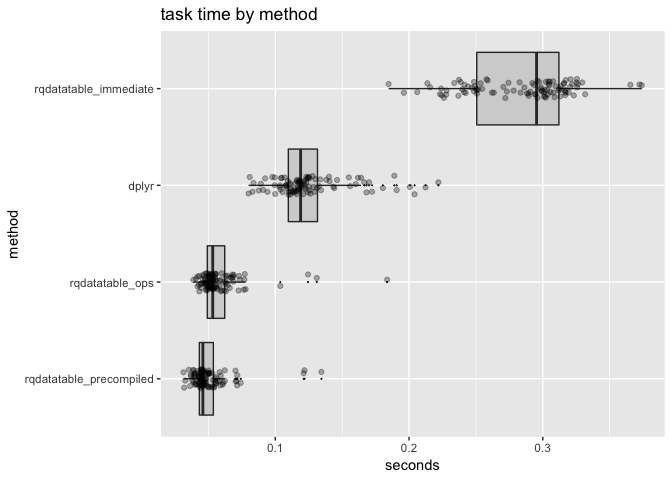 task time by method
rqdatatable_immediate
dplyr
rqdatatable_ops
rqdatatable_precompiled
method
0.1
0.2
0.3
seconds